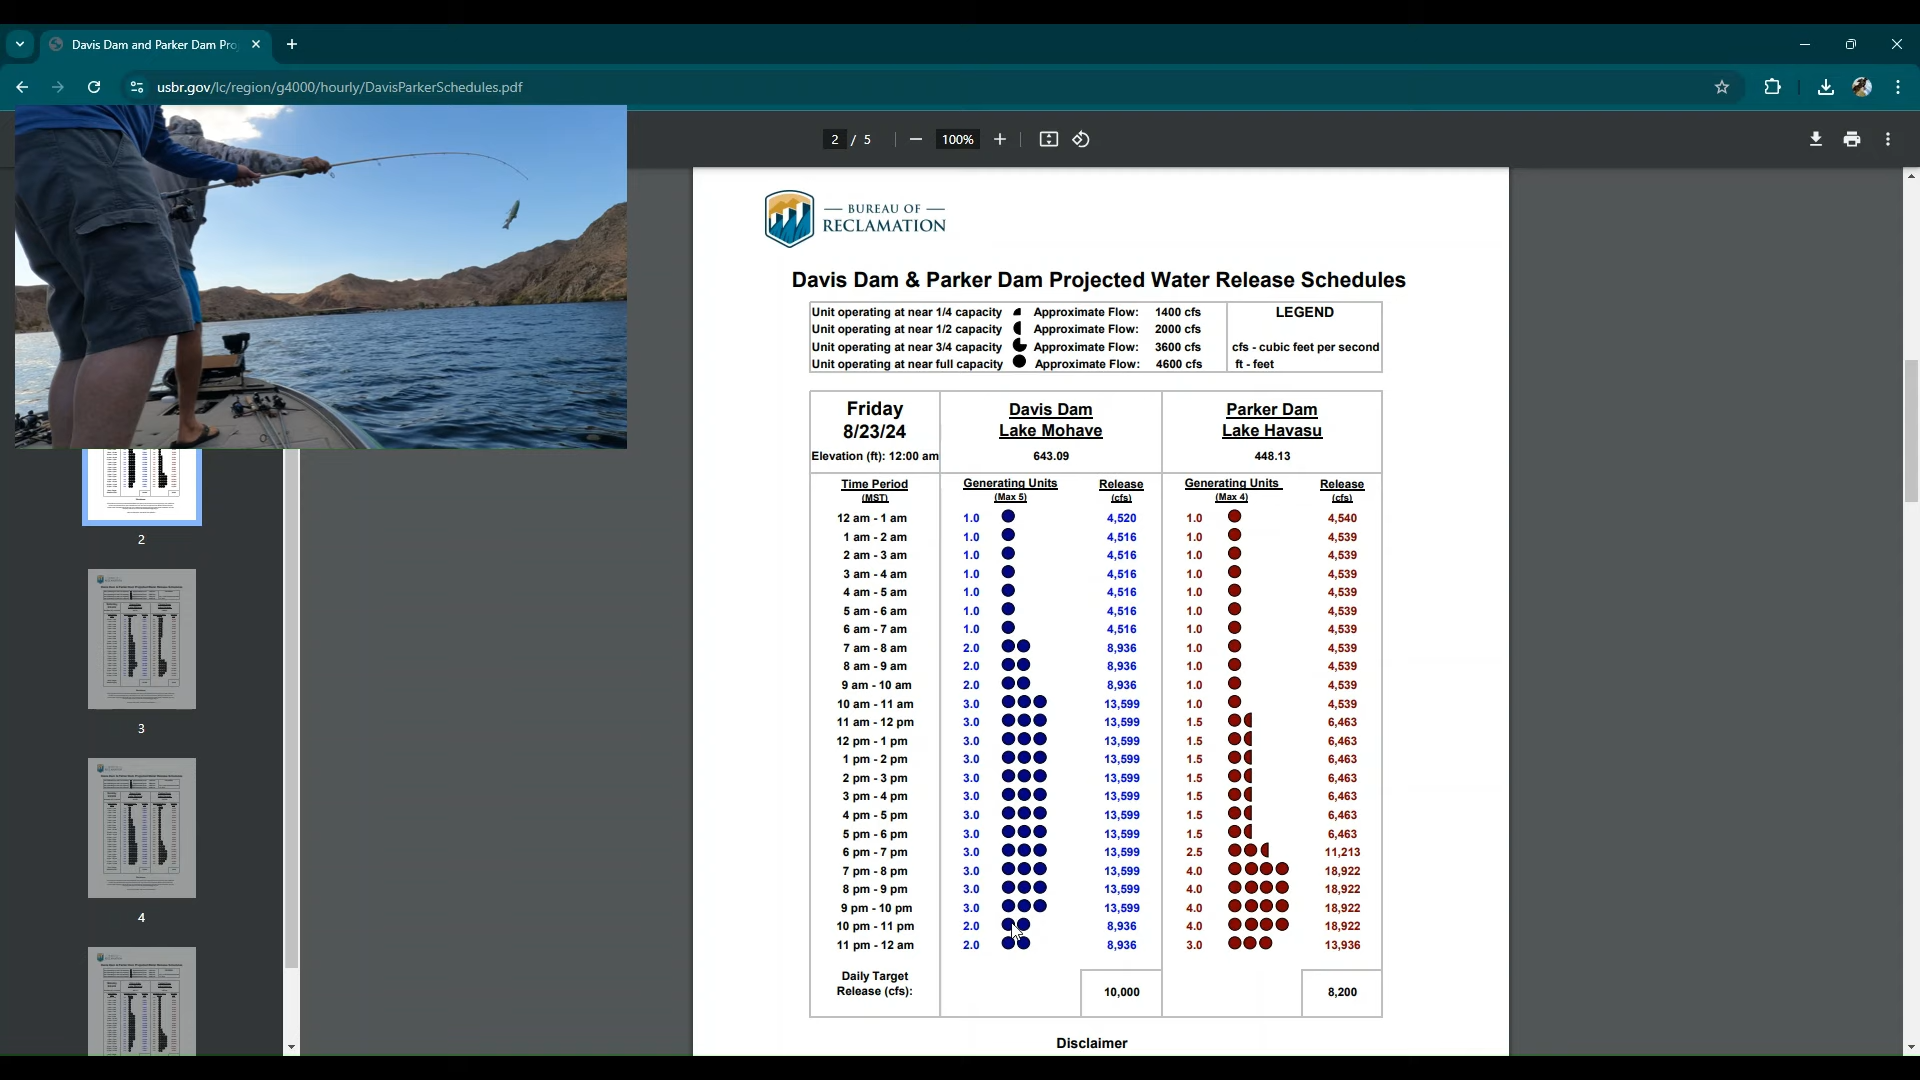 Davis Dam and Parker Dam Pro
usbr.gov/lc/region/g4000/hourly/DavisParkerSchedules.pdf
2 / 5
100%
BUREAU OF
RECLAMATION
Davis Dam & Parker Dam Projected Water Release Schedules
Unit operating at near 1/4 capacity Approximate Flow: 1400 cfs LEGEND
Unit operating at near 1/2 capacity Approximate Flow: 2000 cfs
Unit operating at near 3/4 capacity Approximate Flow: 3600 cfs cfs - cubic feet per second
Unit operating at near full capacity Approximate Flow: 4600 cfs ft - feet
Friday Davis Dam Parker Dam
8/23/24 Lake Mohave Lake Havasu
Elevation (ft): 12:00 am 643.09 448.13
Time Period Generating Units Release Generating Units Release
(MST) (Max 5) (cfs) (Max 4) (cfs)
12 am - 1 am 1.0 4,520 1.0 4,540
1 am - 2 am 1.0 4,516 1.0 4,539
2 am - 3 am 1.0 4,516 1.0 4,539
3 am - 4 am 1.0 4,516 1.0 4,539
4 am - 5 am 1.0 4,516 1.0 4,539
5 am - 6 am 1.0 4,516 1.0 4,539
6 am - 7 am 1.0 4,516 1.0 4,539
7 am - 8 am 2.0 8,936 1.0 4,539
8 am - 9 am 2.0 8,936 1.0 4,539
9 am - 10 am 2.0 8,936 1.0 4,539
10 am - 11 am 3.0 13,599 1.0 4,539
11 am - 12 pm 3.0 13,599 1.5 6,463
12 pm - 1 pm 3.0 13,599 1.5 6,463
1 pm - 2 pm 3.0 13,599 1.5 6,463
2 pm - 3 pm 3.0 13,599 1.5 6,463
3 pm - 4 pm 3.0 13,599 1.5 6,463
4 pm - 5 pm 3.0 13,599 1.5 6,463
5 pm - 6 pm 3.0 13,599 1.5 6,463
6 pm - 7 pm 3.0 13,599 2.5 11,213
7 pm - 8 pm 3.0 13,599 4.0 18,922
8 pm - 9 pm 3.0 13,599 4.0 18,922
9 pm - 10 pm 3.0 13,599 4.0 18,922
10 pm - 11 pm 2.0 8,936 4.0 18,922
11 pm - 12 am 2.0 8,936 3.0 13,936
Daily Target
Release (cfs): 10,000 8,200
Disclaimer
2
3
4